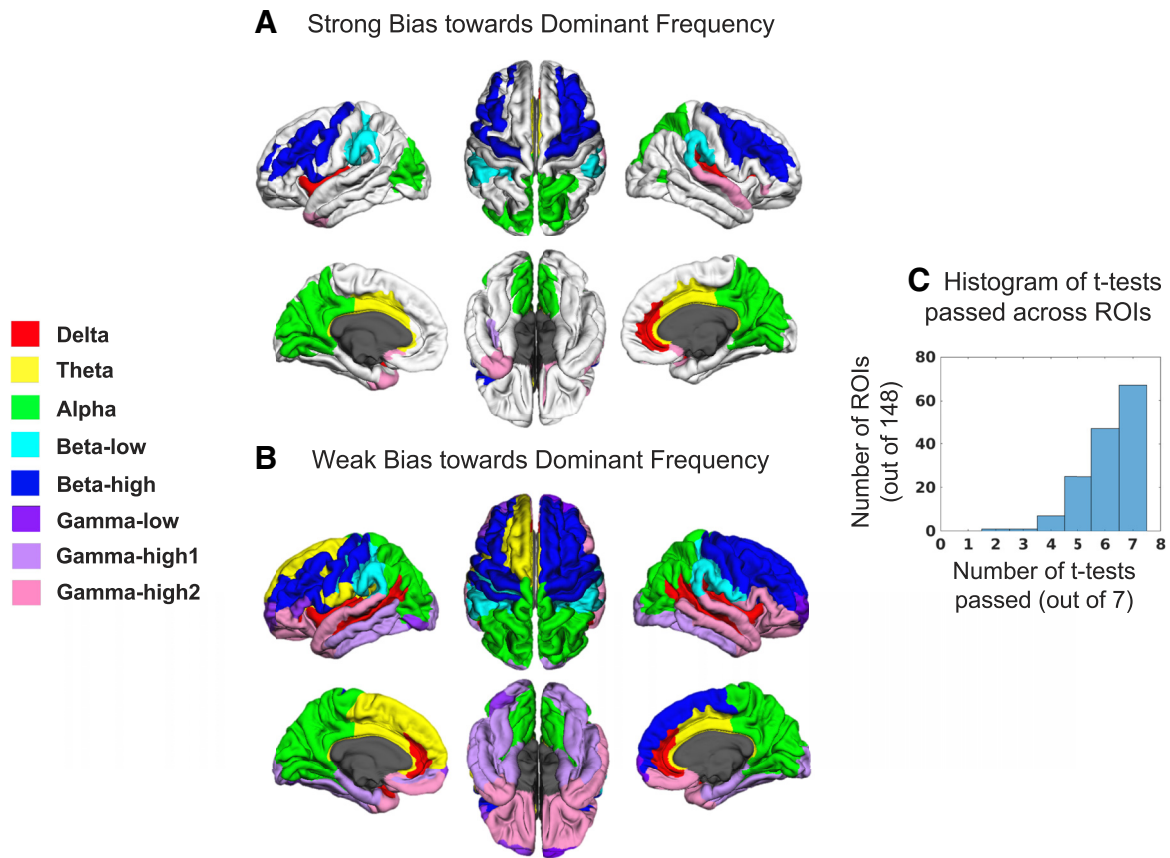 A Strong Bias towards Dominant Frequency
Delta
Theta
Alpha
Beta-low
Beta-high
Gamma-low
Gamma-high1
Gamma-high2
B Weak Bias towards Dominant Frequency
C Histogram of t-tests
passed across ROIs
Number of ROIs
(out of 148)
80
60
40
20
0
0 1 2 3 4 5 6 7 8
Number of t-tests
passed (out of 7)